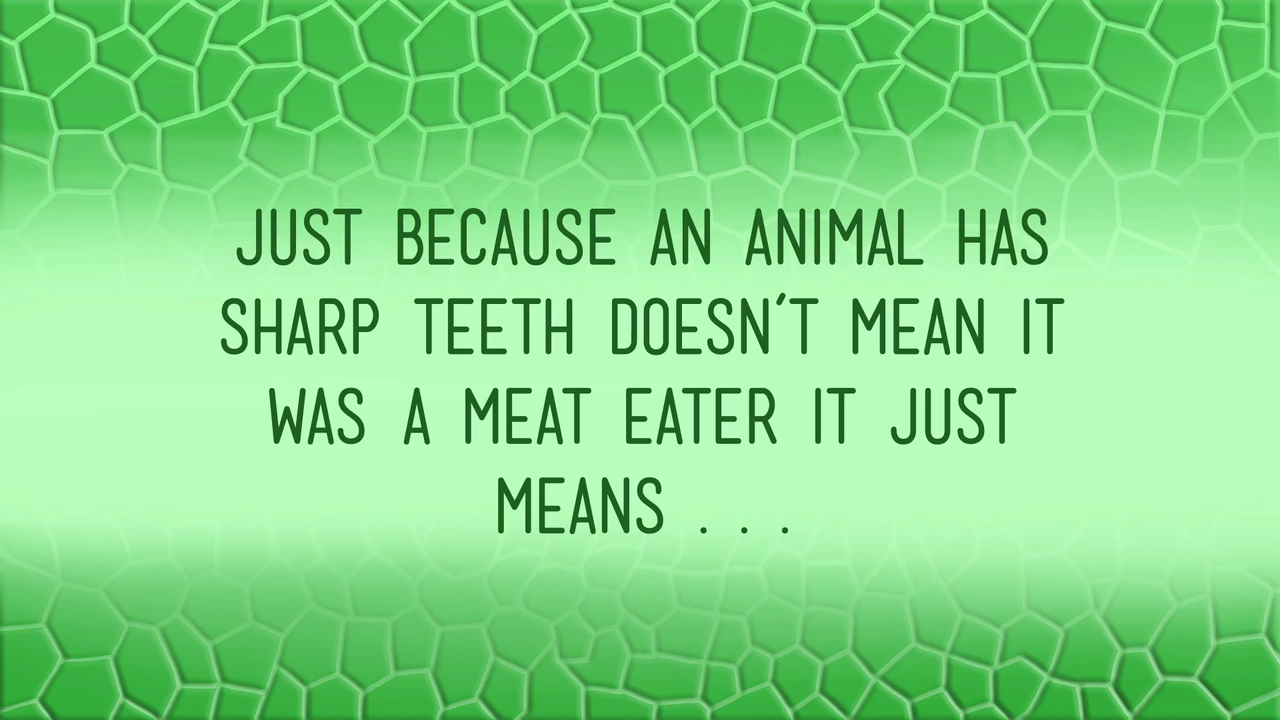 JUST BECAUSE AN ANIMAL HAS
SHARP TEETH DOESN'T MEAN IT
WAS A MEAT EATER IT JUST
MEANS . . .